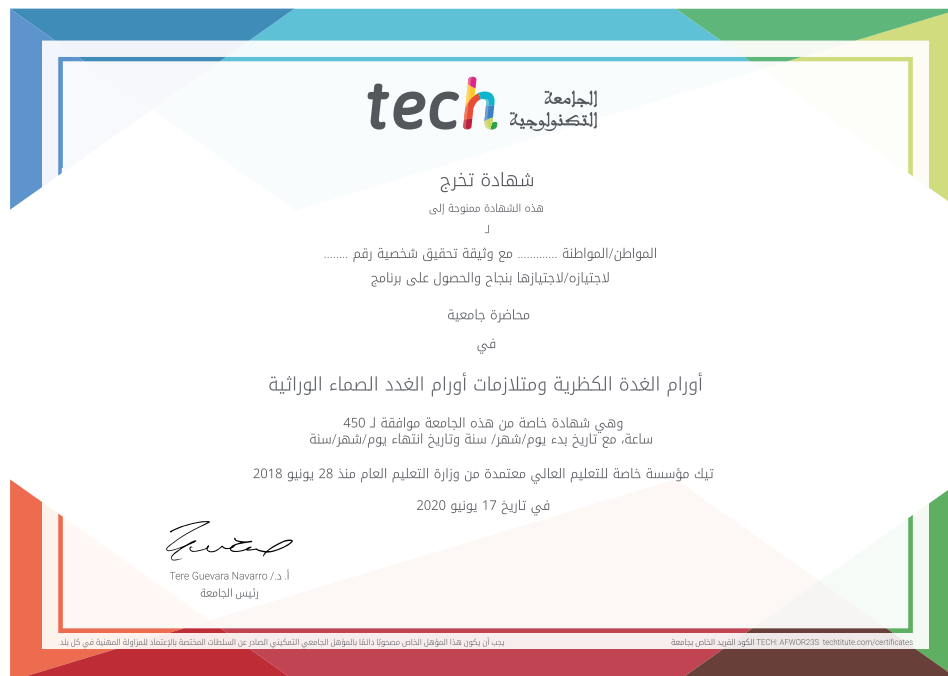 tech الجامعة
التكنولوجية
شهادة تخرج
هذه الشهادة ممنوحة إلى
لـ
المواطن/المواطنة ............ مع وثيقة تحقيق شخصية رقم ........
لاجتيازه/لاجتيازها بنجاح والحصول على برنامج
محاضرة جامعية
في
أورام الغدة الكظرية ومتلازمات أورام الغدد الصماء الوراثية
وهي شهادة خاصة من هذه الجامعة موافقة لـ 450
ساعة، مع تاريخ بدء يوم/شهر/ سنة وتاريخ انتهاء يوم/شهر/سنة
تيك مؤسسة خاصة للتعليم العالي معتمدة من وزارة التعليم العام منذ 28 يونيو 2018
في تاريخ 17 يونيو 2020
أ. د./ Tere Guevara Navarro
رئيس الجامعة
الكود الفريد الخاص بجامعة TECH: AFWOR23S techtitute.com/certificates
يجب أن يكون هذا المؤهل الخاص مصحوبًا دائمًا بالمؤهل الجامعي التمكيني الصادر عن السلطات المختصة بالإعتماد للمزاولة المهنية في كل بلد.